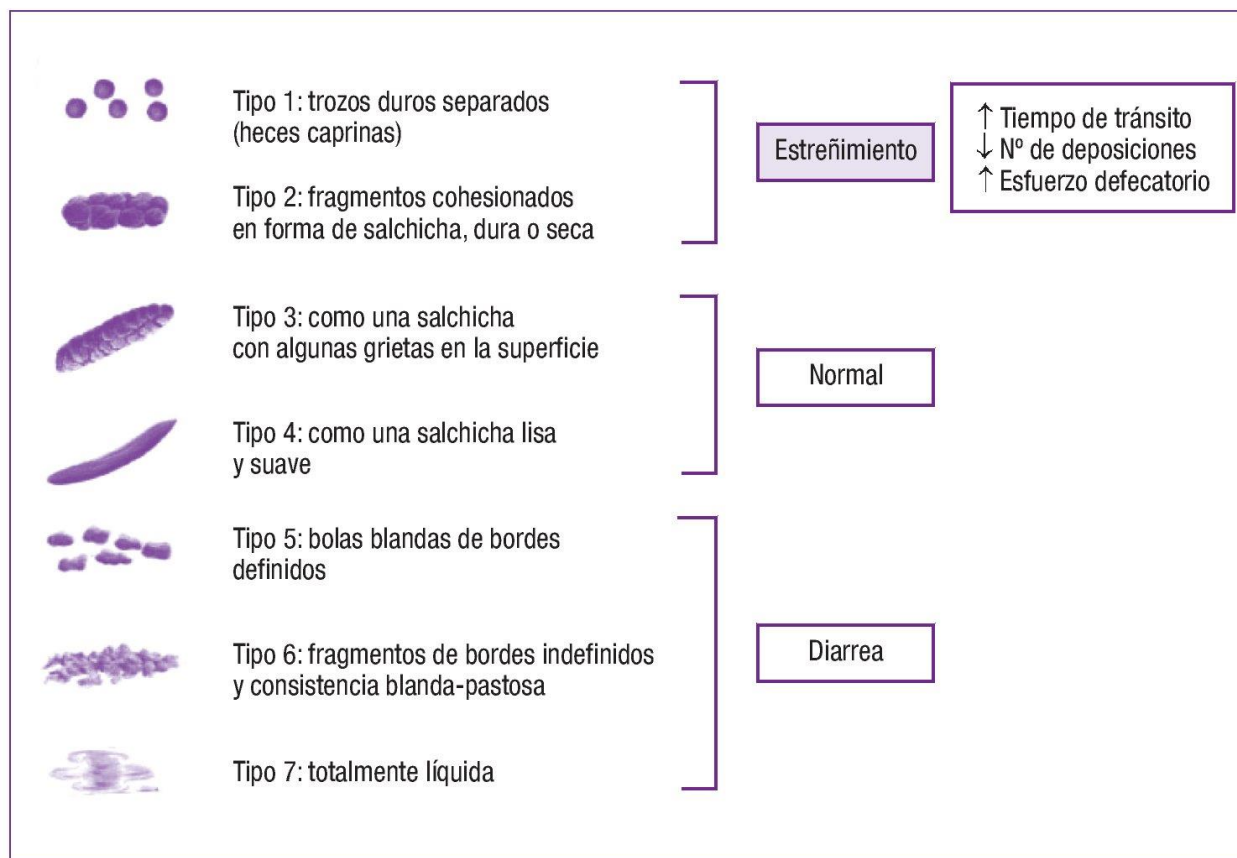 Tipo 1: trozos duros separados
(heces caprinas)
Tipo 2: fragmentos cohesionados
en forma de salchicha, dura o seca
Estreñimiento
↑ Tiempo de tránsito
↓ Nº de deposiciones
↑ Esfuerzo defecatorio
Tipo 3: como una salchicha
con algunas grietas en la superficie
Tipo 4: como una salchicha lisa
y suave
Normal
Tipo 5: bolas blandas de bordes
definidos
Tipo 6: fragmentos de bordes indefinidos
y consistencia blanda-pastosa
Tipo 7: totalmente líquida
Diarrea